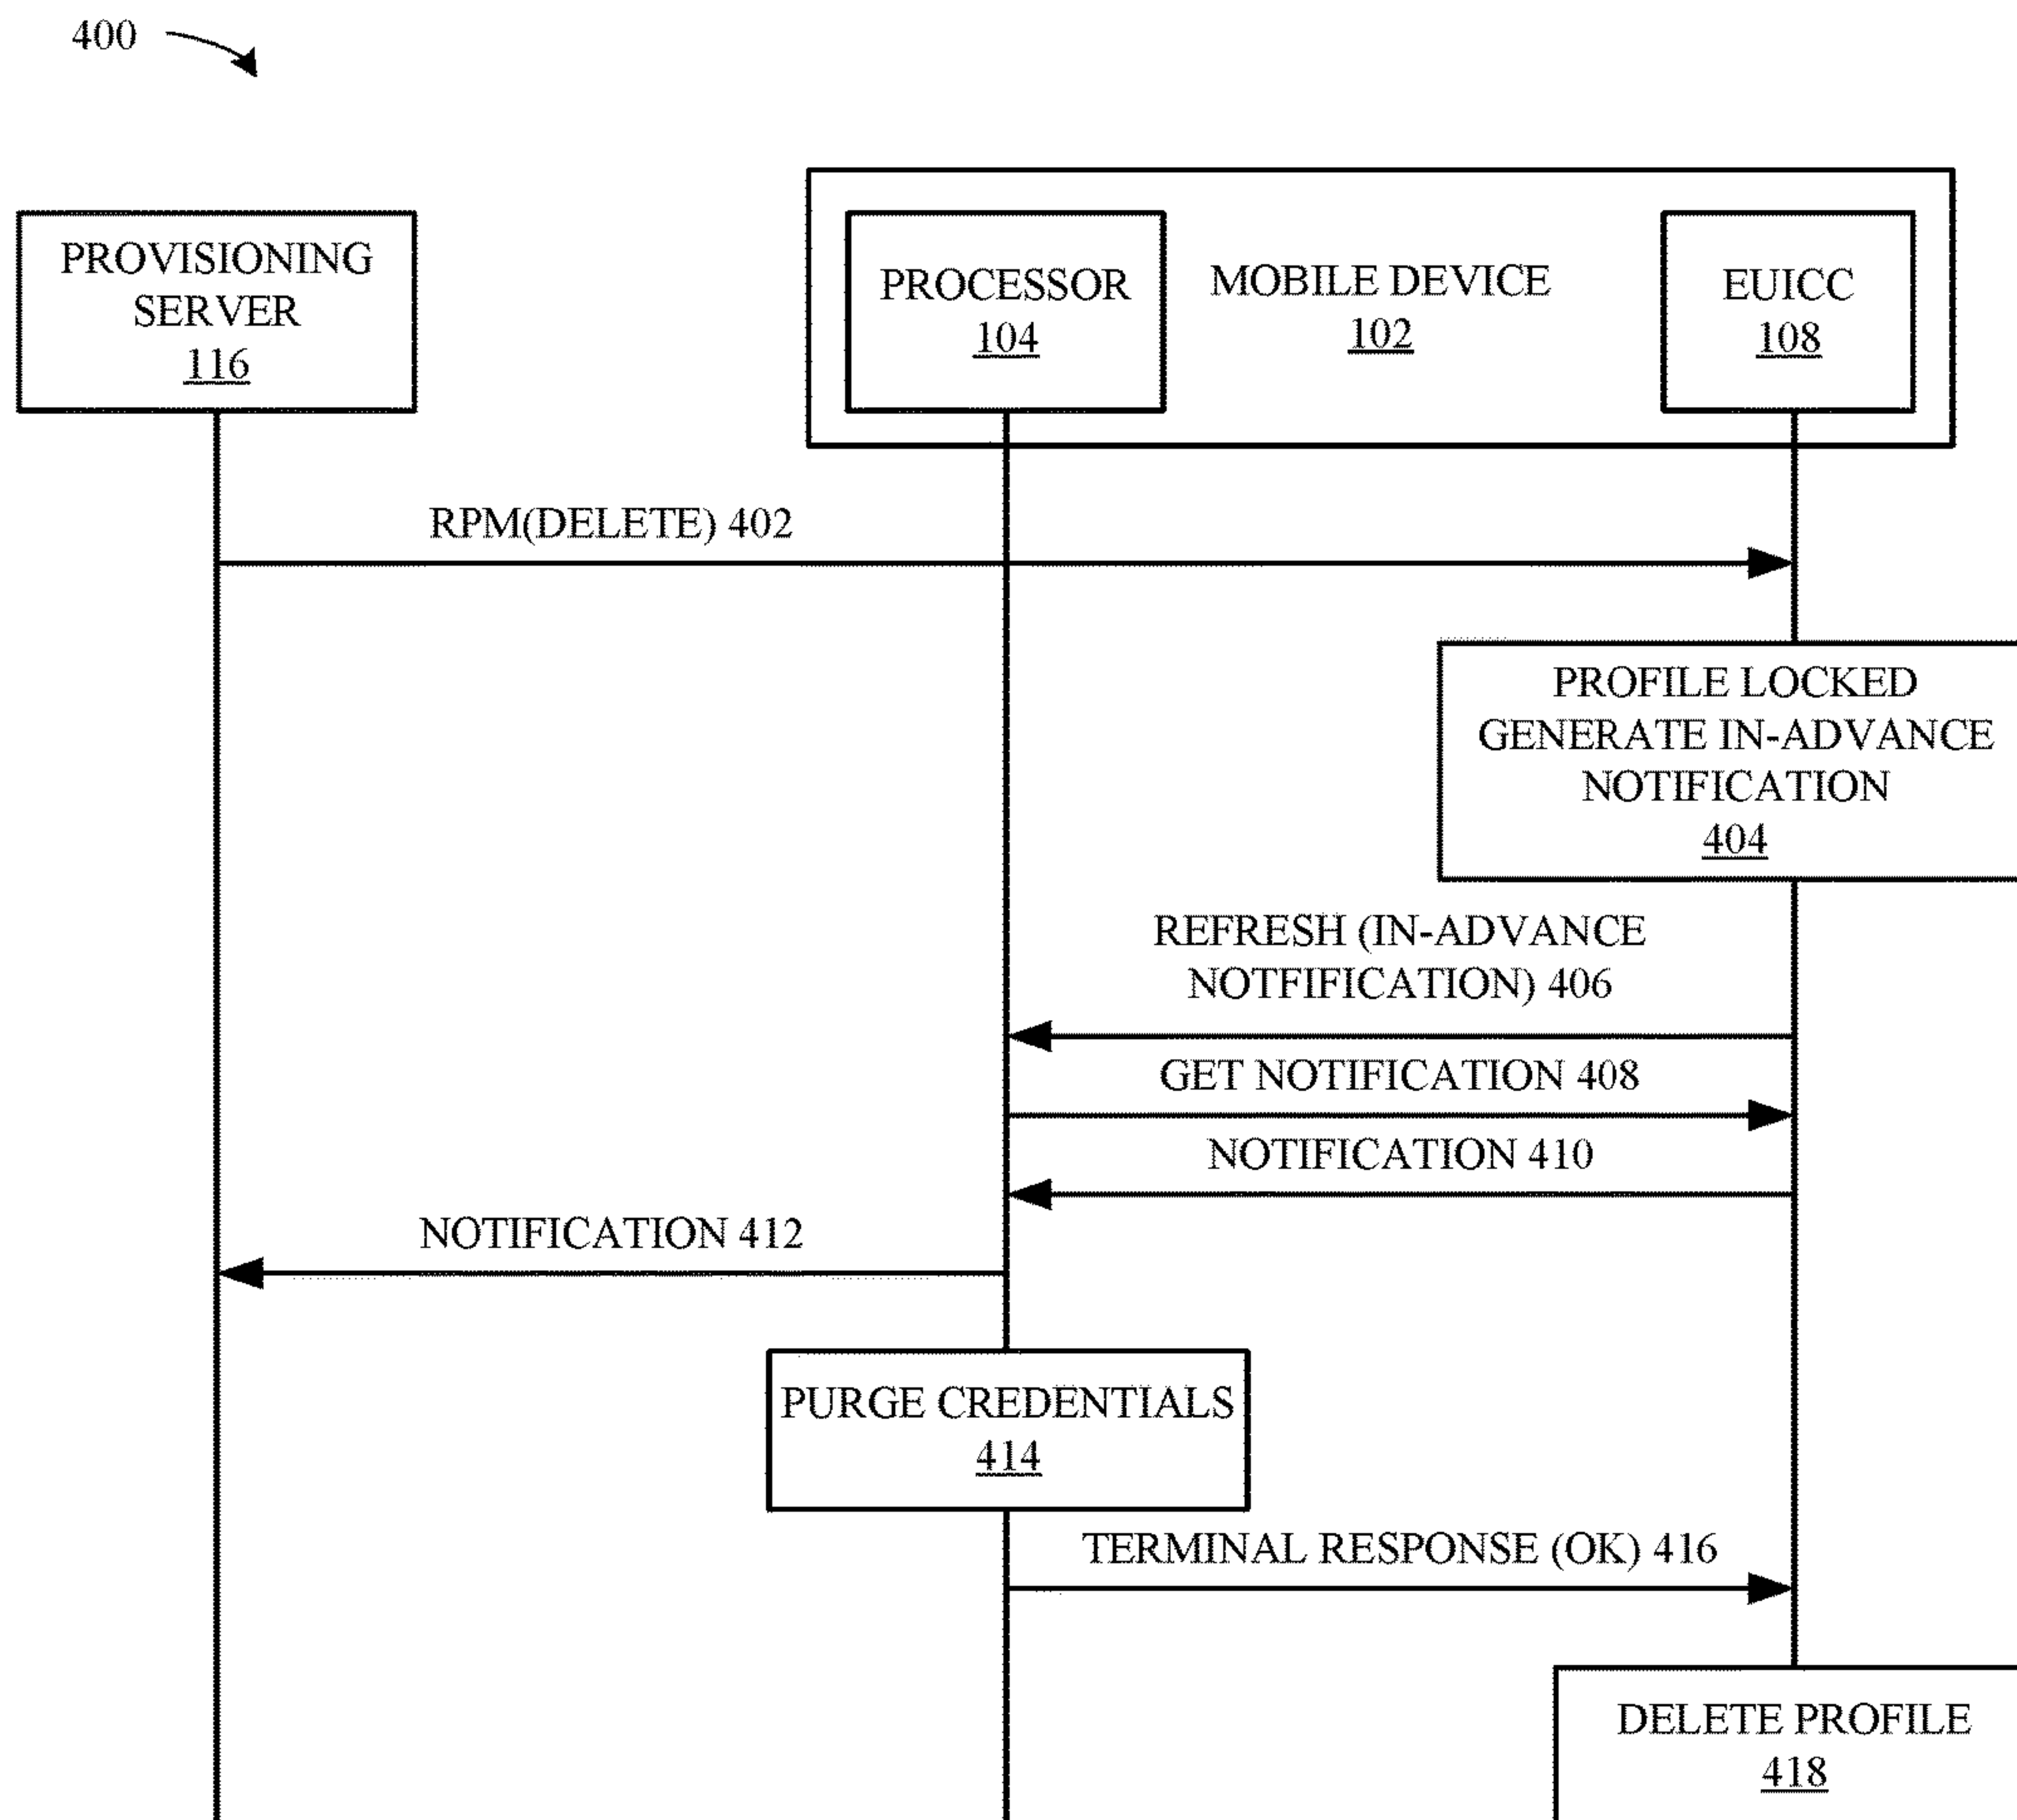 400
PROVISIONING
SERVER
116
PROCESSOR
104
MOBILE DEVICE
102
EUICC
108
RPM(DELETE) 402
PROFILE LOCKED
GENERATE IN-ADVANCE
NOTIFICATION
404
REFRESH (IN-ADVANCE
NOTFIFICATION) 406
GET NOTIFICATION 408
NOTIFICATION 410
NOTIFICATION 412
PURGE CREDENTIALS
414
TERMINAL RESPONSE (OK) 416
DELETE PROFILE
418